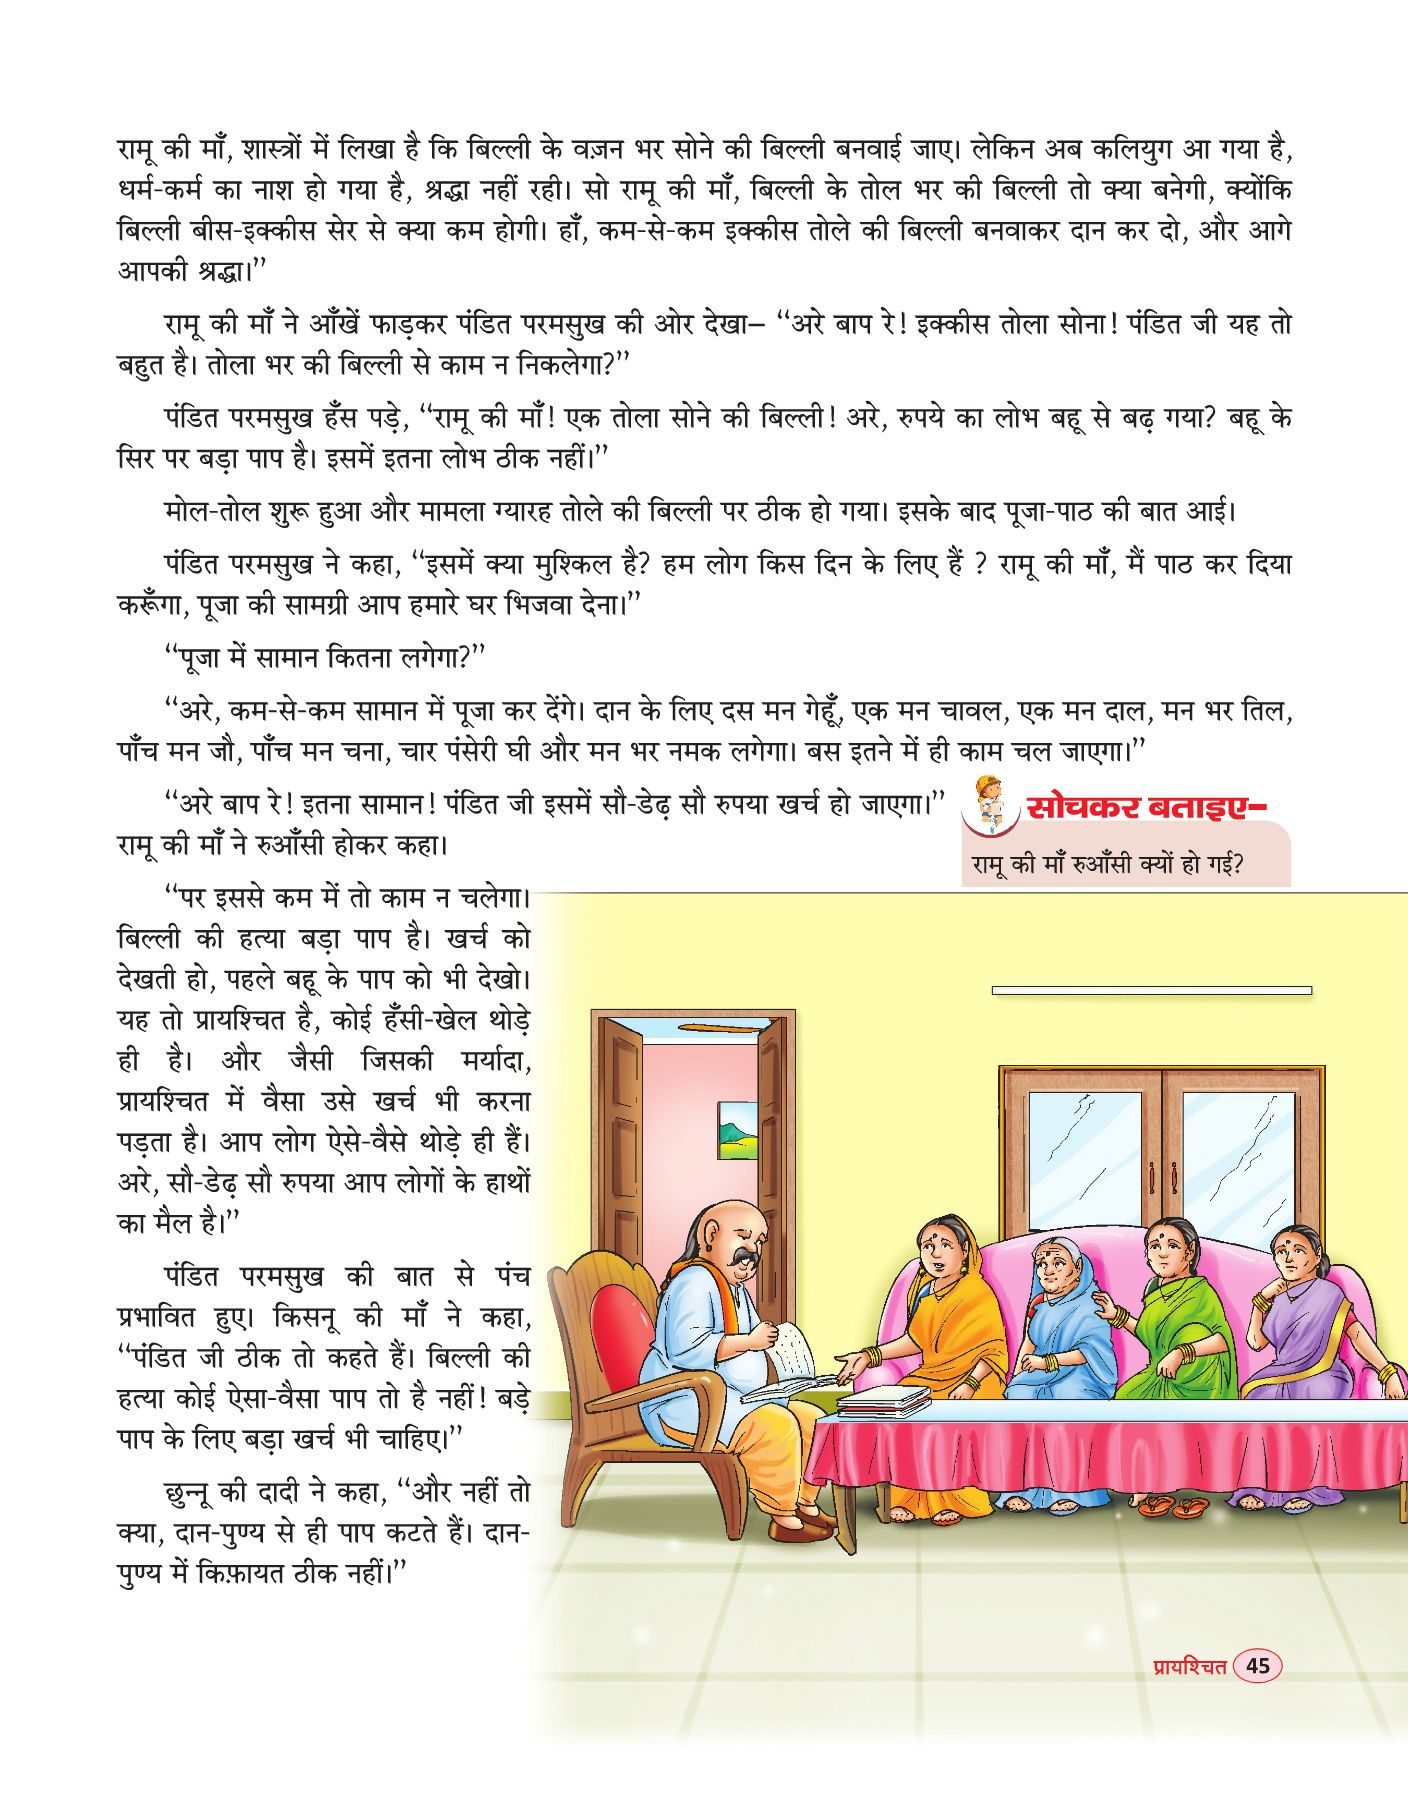 रामू की माँ, शास्त्रों में लिखा है कि बिल्ली के वज़न भर सोने की बिल्ली बनवाई जाए। लेकिन अब कलियुग आ गया है,
धर्म-कर्म का नाश हो गया है, श्रद्धा नहीं रही। सो रामू की माँ, बिल्ली के तोल भर की बिल्ली तो क्या बनेगी, क्योंकि
बिल्ली बीस-इक्कीस सेर से क्या कम होगी। हाँ, कम-से-कम इक्कीस तोले की बिल्ली बनवाकर दान कर दो, और आगे
आपकी श्रद्धा।’’
रामू की माँ ने आँखें फाड़कर पंडित परमसुख की ओर देखा– ‘‘अरे बाप रे! इक्कीस तोला सोना! पंडित जी यह तो
बहुत है। तोला भर की बिल्ली से काम न निकलेगा?’’
पंडित परमसुख हँस पड़े, ‘‘रामू की माँ! एक तोला सोने की बिल्ली! अरे, रुपये का लोभ बहू से बढ़ गया? बहू के
सिर पर बड़ा पाप है। इसमें इतना लोभ ठीक नहीं।’’
मोल-तोल शुरू हुआ और मामला ग्यारह तोले की बिल्ली पर ठीक हो गया। इसके बाद पूजा-पाठ की बात आई।
पंडित परमसुख ने कहा, ‘‘इसमें क्या मुश्किल है? हम लोग किस दिन के लिए हैं ? रामू की माँ, मैं पाठ कर दिया
करूँगा, पूजा की सामग्री आप हमारे घर भिजवा देना।’’
‘‘पूजा में सामान कितना लगेगा?’’
‘‘अरे, कम-से-कम सामान में पूजा कर देंगे। दान के लिए दस मन गेहूँ, एक मन चावल, एक मन दाल, मन भर तिल,
पाँच मन जौ, पाँच मन चना, चार पंसेरी घी और मन भर नमक लगेगा। बस इतने में ही काम चल जाएगा।’’
‘‘अरे बाप रे! इतना सामान! पंडित जी इसमें सौ-डेढ़ सौ रुपया खर्च हो जाएगा।’’
रामू की माँ ने रुआँसी होकर कहा।
सोचकर बताइए–
रामू की माँ रुआँसी क्यों हो गई?
‘‘पर इससे कम में तो काम न चलेगा।
बिल्ली की हत्या बड़ा पाप है। खर्च को
देखती हो, पहले बहू के पाप को भी देखो।
यह तो प्रायश्चित है, कोई हँसी-खेल थोड़े
ही है। और जैसी जिसकी मर्यादा,
प्रायश्चित में वैसा उसे खर्च भी करना
पड़ता है। आप लोग ऐसे-वैसे थोड़े ही हैं।
अरे, सौ-डेढ़ सौ रुपया आप लोगों के हाथों
का मैल है।’’
पंडित परमसुख की बात से पंच
प्रभावित हुए। किसनू की माँ ने कहा,
‘‘पंडित जी ठीक तो कहते हैं। बिल्ली की
हत्या कोई ऐसा-वैसा पाप तो है नहीं! बड़े
पाप के लिए बड़ा खर्च भी चाहिए।’’
छुन्नू की दादी ने कहा, ‘‘और नहीं तो
क्या, दान-पुण्य से ही पाप कटते हैं। दान-
पुण्य में किफ़ायत ठीक नहीं।’’
प्रायश्चित 45